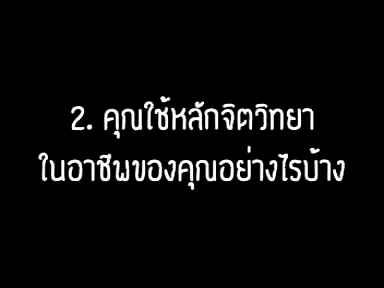 2. คุณใช้หลักจิตวิทยา
ในอาชีพของคุณอย่างไรบ้าง